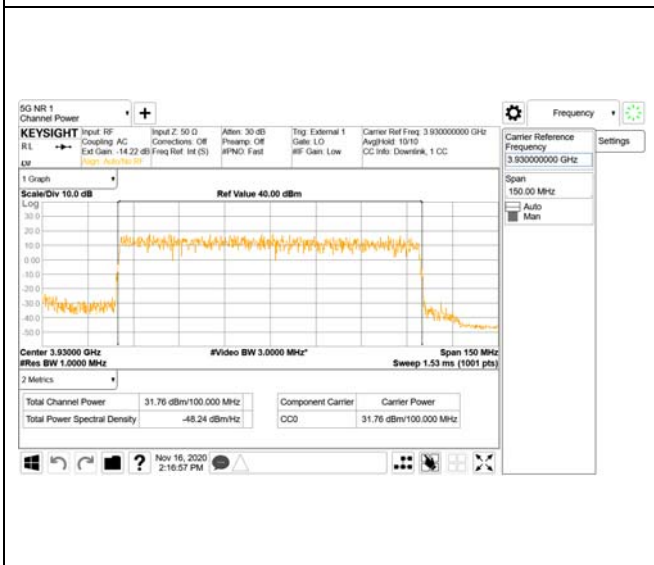 5G NR 1
Channel Power
Frequency
KEYSIGHT
RL
Input: RF
Coupling: AC
Ext Gain: -14.22 dB
Align: Auto/No RF
Input Z: 50 Ω
Corrections: Off
Freq Ref: Int (S)
Atten: 30 dB
Preamp: Off
#PNO: Fast
Trig: External 1
Gate: LO
#IF Gain: Low
Carrier Ref Freq: 3.930000000 GHz
Avg|Hold: 10/10
CC Info: Downlink, 1 CC
Carrier Reference
Frequency
3.930000000 GHz
Settings
Span
150.00 MHz
Auto
Man
1 Graph
Scale/Div 10.0 dB
Ref Value 40.00 dBm
Log
30.0
20.0
10.0
0.00
-10.0
-20.0
-30.0
-40.0
-50.0
Center 3.93000 GHz
#Video BW 3.0000 MHz*
Span 150 MHz
#Res BW 1.0000 MHz
Sweep 1.53 ms (1001 pts)
2 Metrics
Total Channel Power 31.76 dBm/100.000 MHz
Total Power Spectral Density -48.24 dBm/Hz
Component Carrier Carrier Power
CC0 31.76 dBm/100.000 MHz
?
Nov 16, 2020
2:16:57 PM